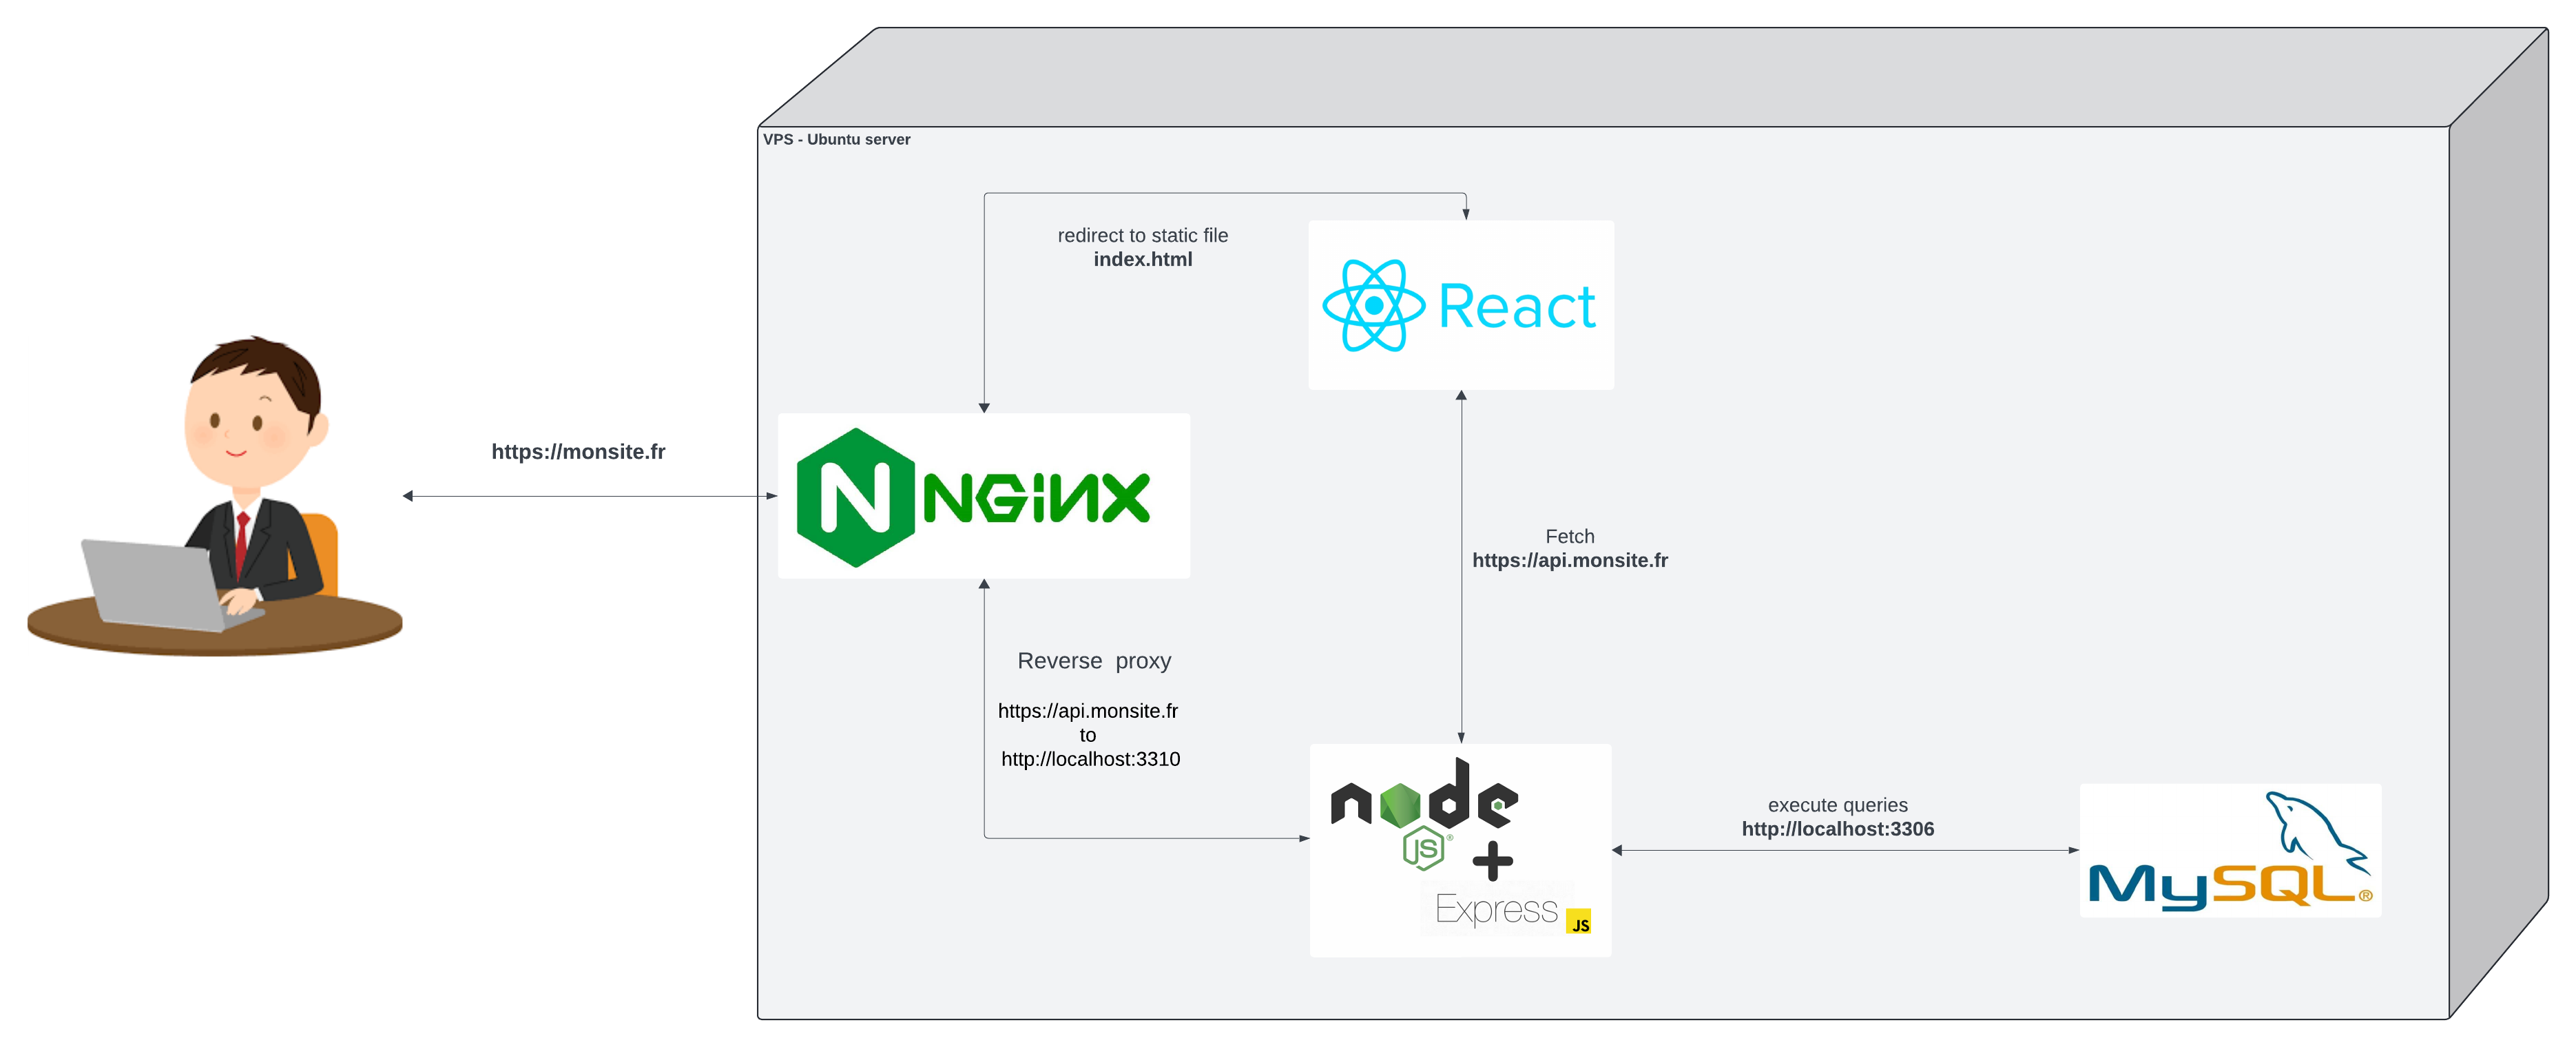 VPS - Ubuntu server
redirect to static file
index.html
React
https://monsite.fr
N NGINX
Fetch
https://api.monsite.fr
Reverse proxy
https://api.monsite.fr
to
http://localhost:3310
node
JS®
+
Express JS
execute queries
http://localhost:3306
MySQL®